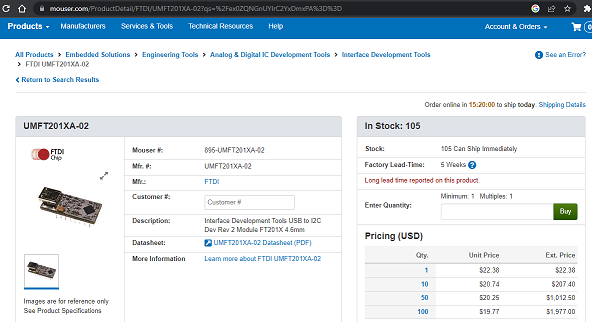 mouser.com/ProductDetail/FTDI/UMFT201XA-02?qs=%2Fex0ZQNGnUYIrC2YxDmxPA%3D%3D
Products Manufacturers Services & Tools Technical Resources Help Account & Orders
All Products > Embedded Solutions > Engineering Tools > Analog & Digital IC Development Tools > Interface Development Tools
> FTDI UMFT201XA-02
See an Error?
Return to Search Results
Order online in 15:20:00 to ship today. Shipping Details
UMFT201XA-02
FTDI
Chip
Images are for reference only
See Product Specifications
Mouser #: 895-UMFT201XA-02
Mfr. #: UMFT201XA-02
Mfr.: FTDI
Customer #: Customer #
Description: Interface Development Tools USB to I2C
Dev Rev 2 Module FT201X 4.6mm
Datasheet: UMFT201XA-02 Datasheet (PDF)
More Information Learn more about FTDI UMFT201XA-02
In Stock: 105
Stock: 105 Can Ship Immediately
Factory Lead-Time: 5 Weeks ?
Long lead time reported on this product.
Minimum: 1 Multiples: 1
Enter Quantity: Buy
Pricing (USD)
Qty. Unit Price Ext. Price
1 $22.38 $22.38
10 $20.74 $207.40
50 $20.25 $1,012.50
100 $19.77 $1,977.00